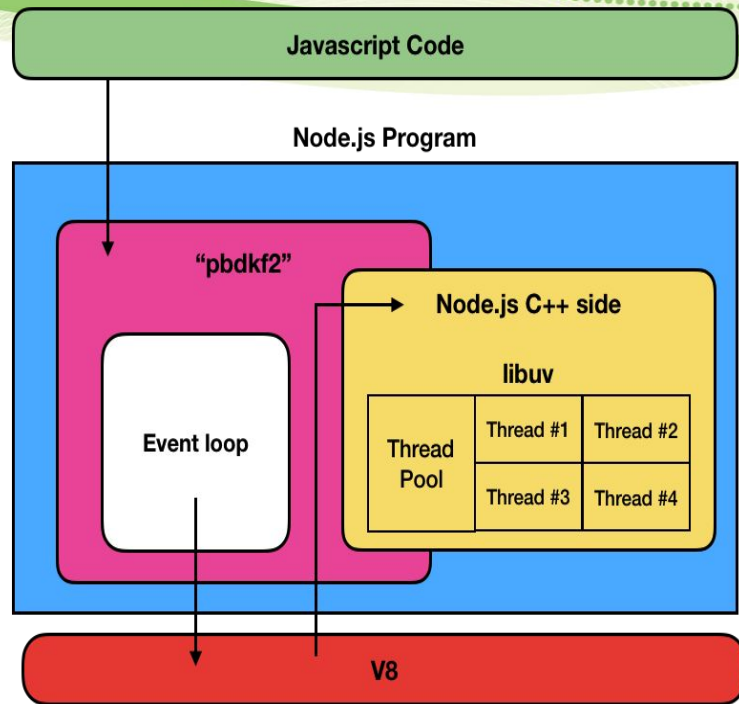 Javascript Code
Node.js Program
“pbdkf2”
Node.js C++ side
libuv
Event loop
Thread
Pool
Thread #1
Thread #2
Thread #3
Thread #4
V8